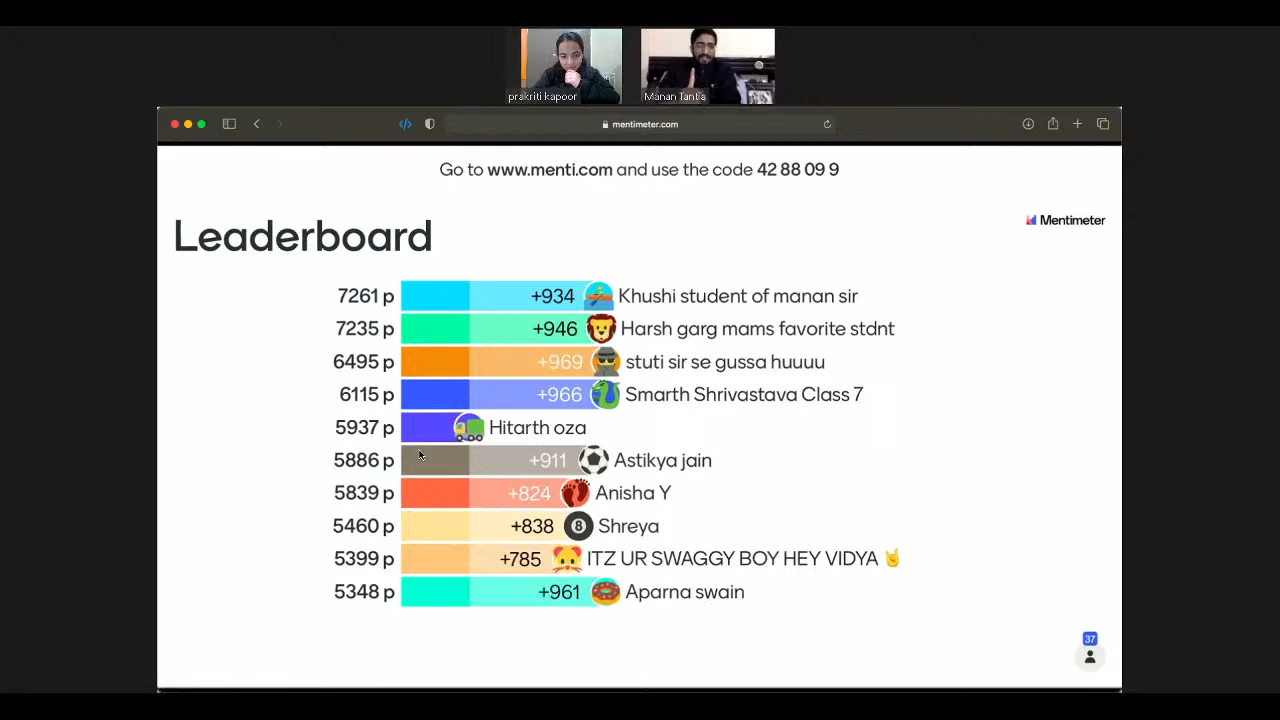 prakriti kapoor
Manan Tantia
mentimeter.com
Go to www.menti.com and use the code 42 88 09 9
Mentimeter
Leaderboard
7261 p +934 Khushi student of manan sir
7235 p +946 Harsh garg mams favorite stdnt
6495 p +969 stuti sir se gussa huuuu
6115 p +966 Smarth Shrivastava Class 7
5937 p Hitarth oza
5886 p +911 Astikya jain
5839 p +824 Anisha Y
5460 p +838 8 Shreya
5399 p +785 ITZ UR SWAGGY BOY HEY VIDYA 🤘
5348 p +961 Aparna swain
37